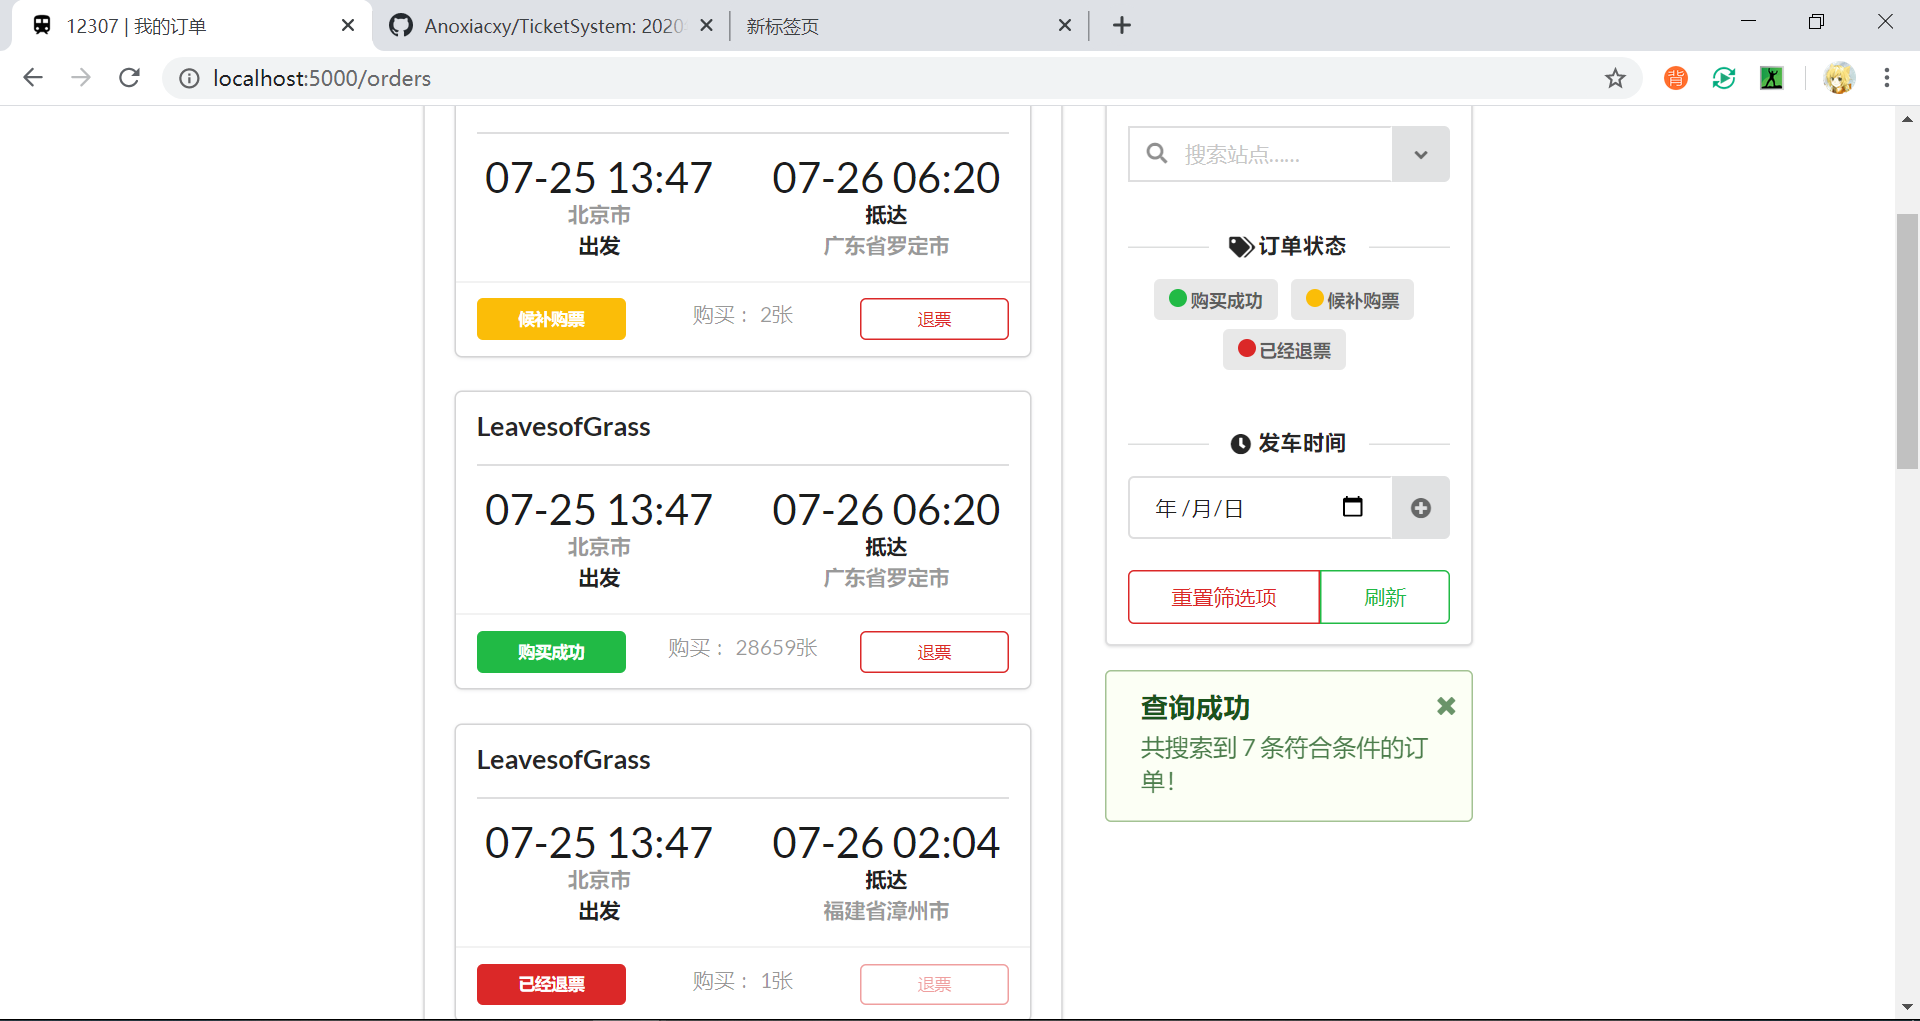 12307 | 我的订单
Anoxiacxy/TicketSystem: 2020
新标签页
localhost:5000/orders
07-25 13:47
北京市
出发
07-26 06:20
抵达
广东省罗定市
候补购票
购买： 2张
退票
LeavesofGrass
07-25 13:47
北京市
出发
07-26 06:20
抵达
广东省罗定市
购买成功
购买： 28659张
退票
LeavesofGrass
07-25 13:47
北京市
出发
07-26 02:04
抵达
福建省漳州市
已经退票
购买： 1张
退票
搜索站点......
订单状态
购买成功
候补购票
已经退票
发车时间
年 /月/日
重置筛选项
刷新
查询成功
共搜索到 7 条符合条件的订
单！
背